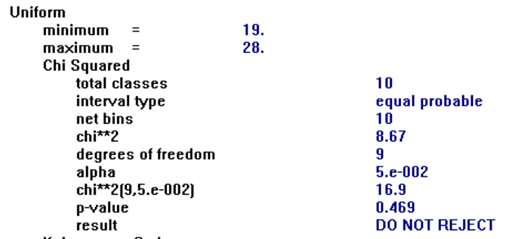 Uniform
minimum = 19.
maximum = 28.
Chi Squared
total classes 10
interval type equal probable
net bins 10
chi**2 8.67
degrees of freedom 9
alpha 5.e-002
chi**2(9,5.e-002) 16.9
p-value 0.469
result DO NOT REJECT